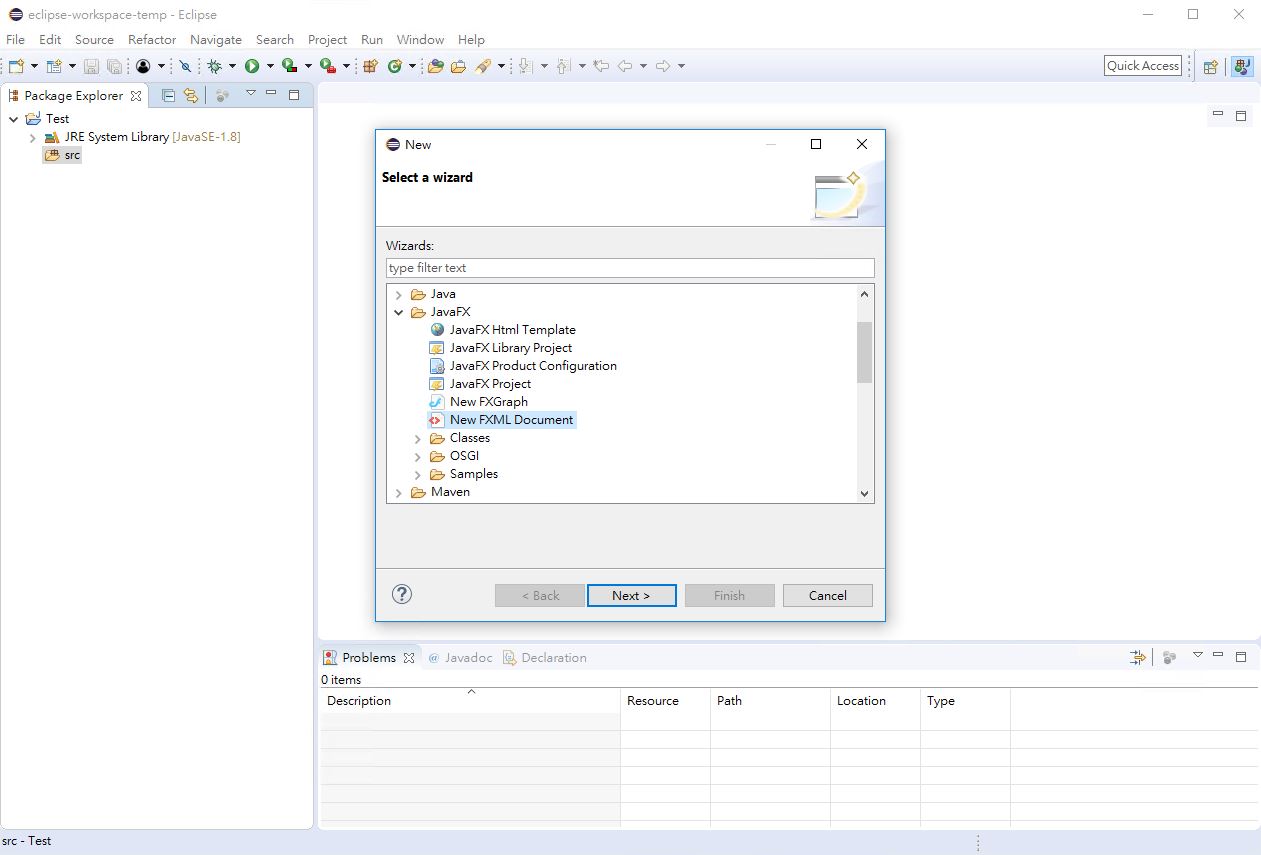 eclipse-workspace-temp - Eclipse
File Edit Source Refactor Navigate Search Project Run Window Help
Quick Access
Package Explorer
Test
JRE System Library [JavaSE-1.8]
src
New
Select a wizard
Wizards:
type filter text
Java
JavaFX
JavaFX Html Template
JavaFX Library Project
JavaFX Product Configuration
JavaFX Project
New FXGraph
New FXML Document
Classes
OSGI
Samples
Maven
? < Back Next > Finish Cancel
Problems @ Javadoc Declaration
0 items
Description Resource Path Location Type
src - Test